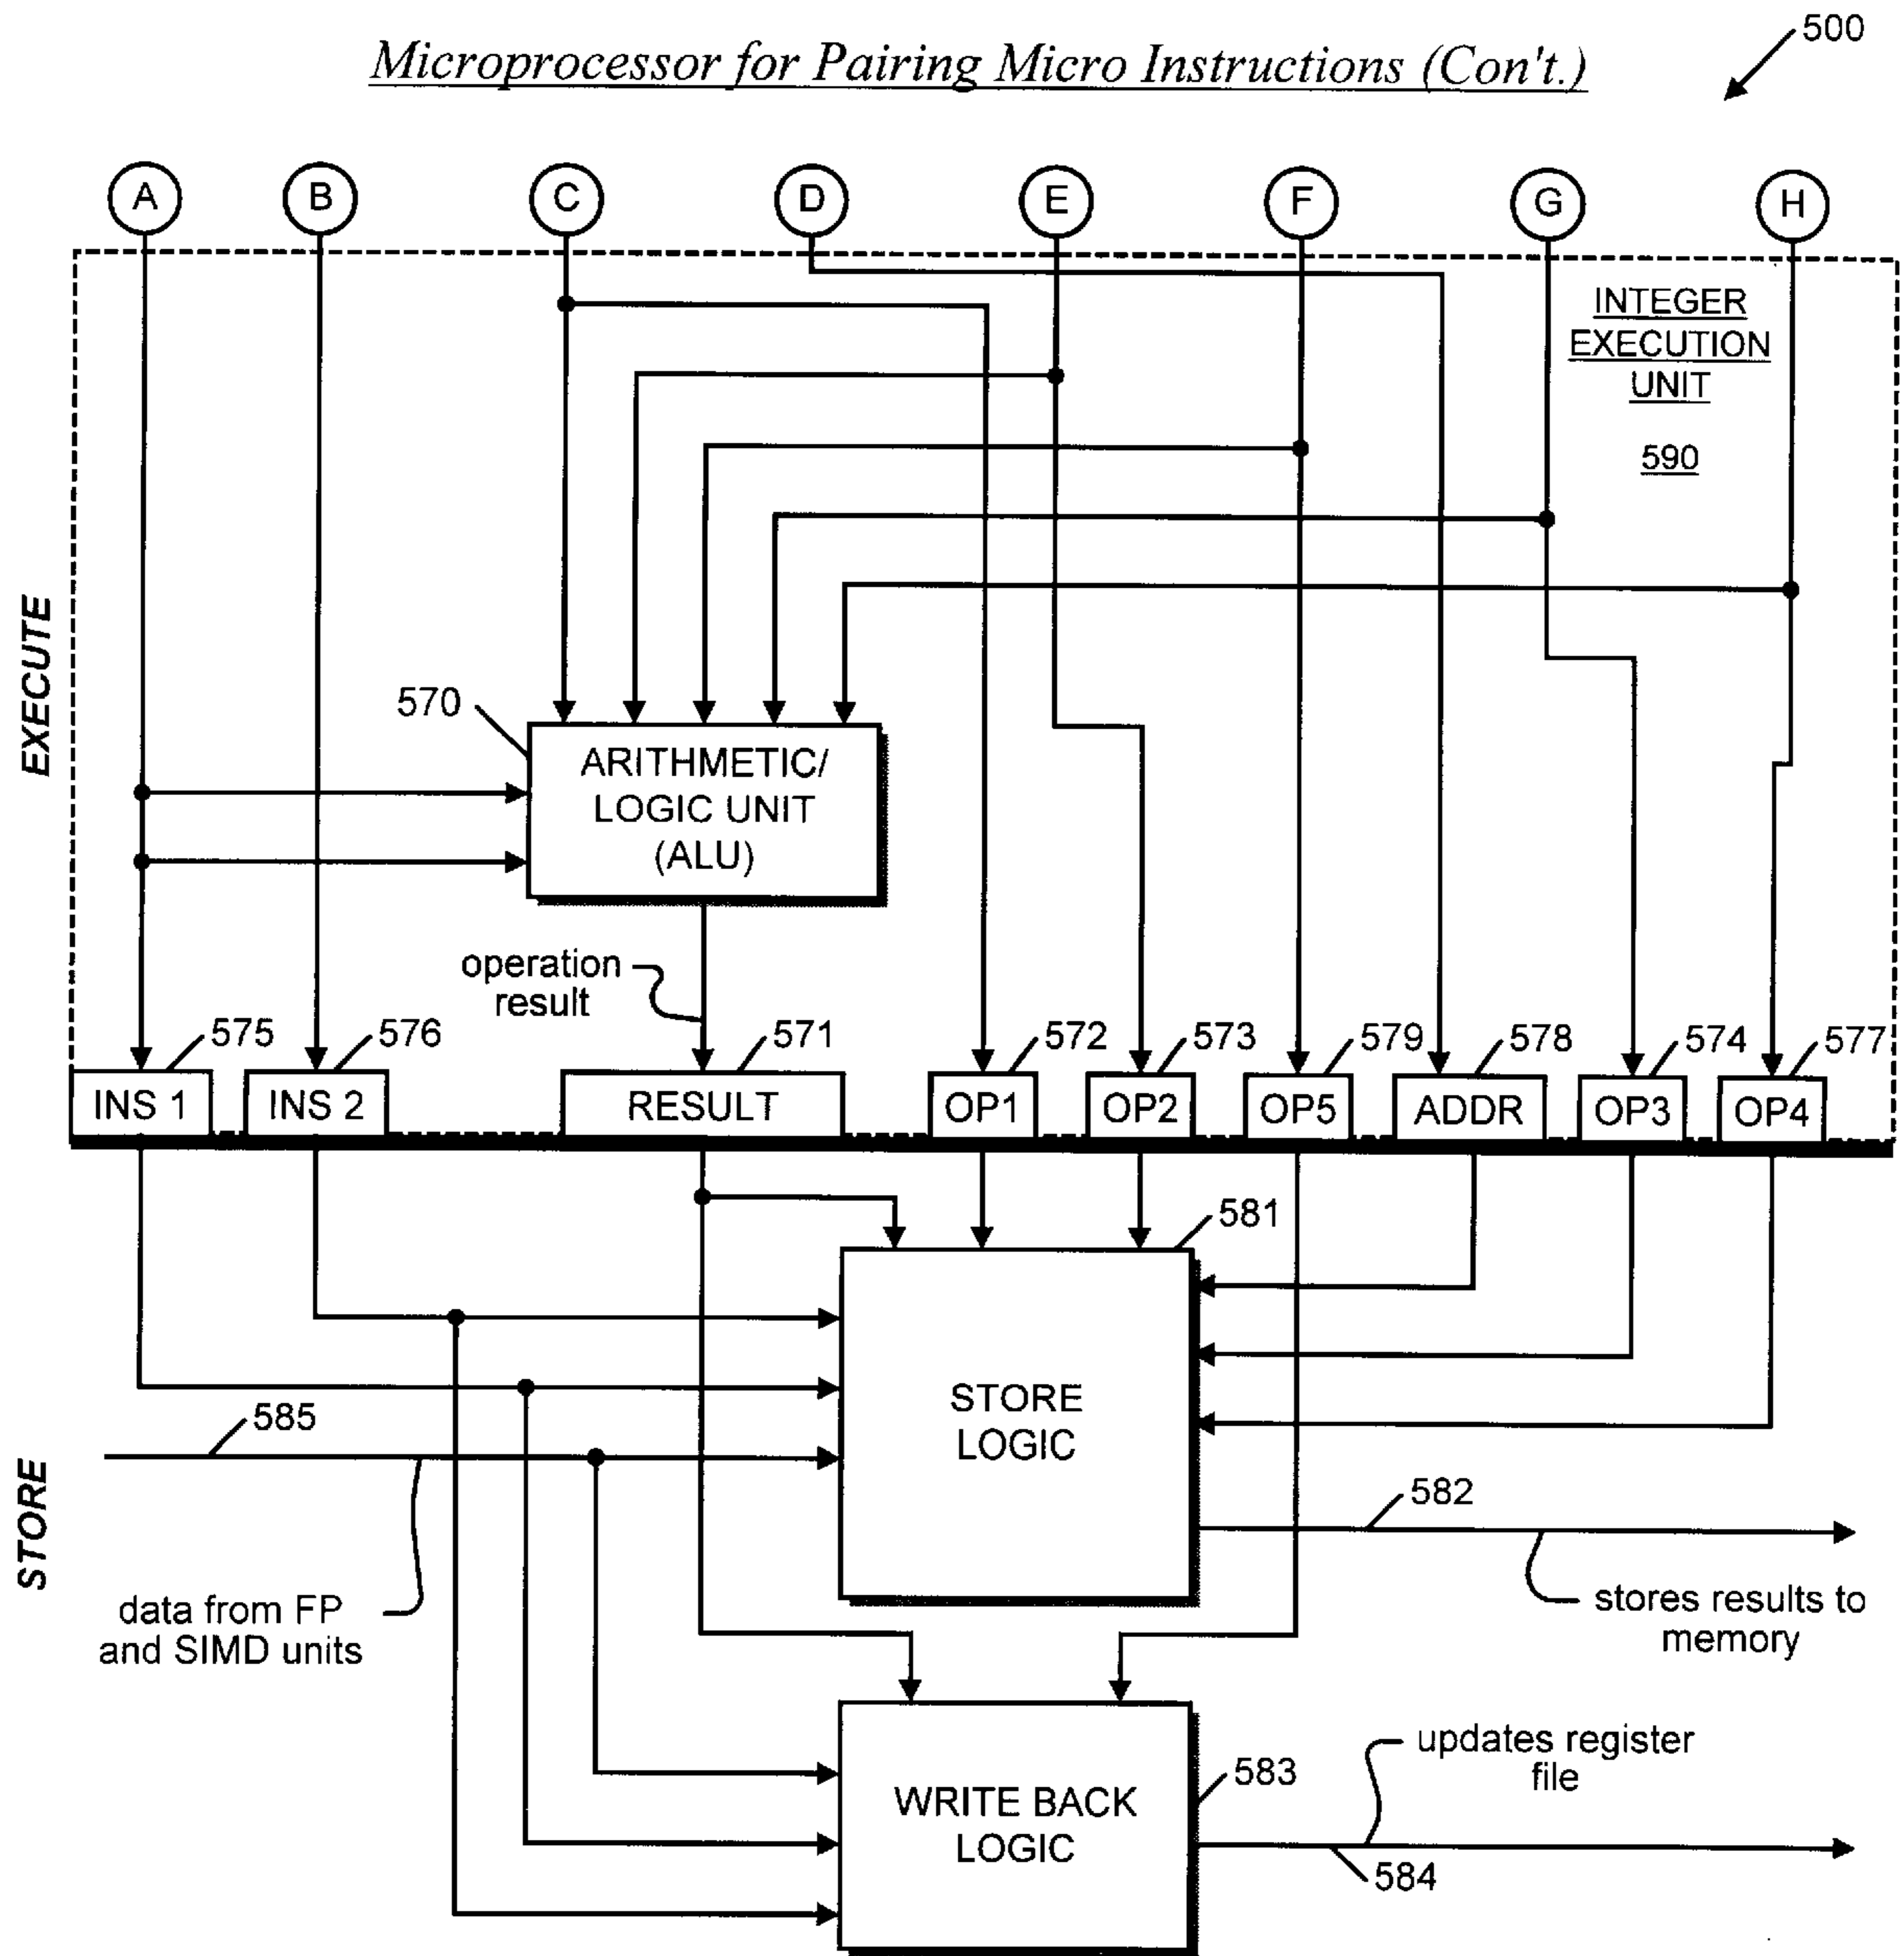 500
Microprocessor for Pairing Micro Instructions (Con't.)
A
B
C
D
E
F
G
H
INTEGER
EXECUTION
UNIT
590
EXECUTE
570
ARITHMETIC/
LOGIC UNIT
(ALU)
operation
result
575
576
571
572
573
579
578
574
577
INS 1
INS 2
RESULT
OP1
OP2
OP5
ADDR
OP3
OP4
581
STORE
LOGIC
585
STORE
582
data from FP
and SIMD units
stores results to
memory
updates register
file
583
WRITE BACK
LOGIC
584